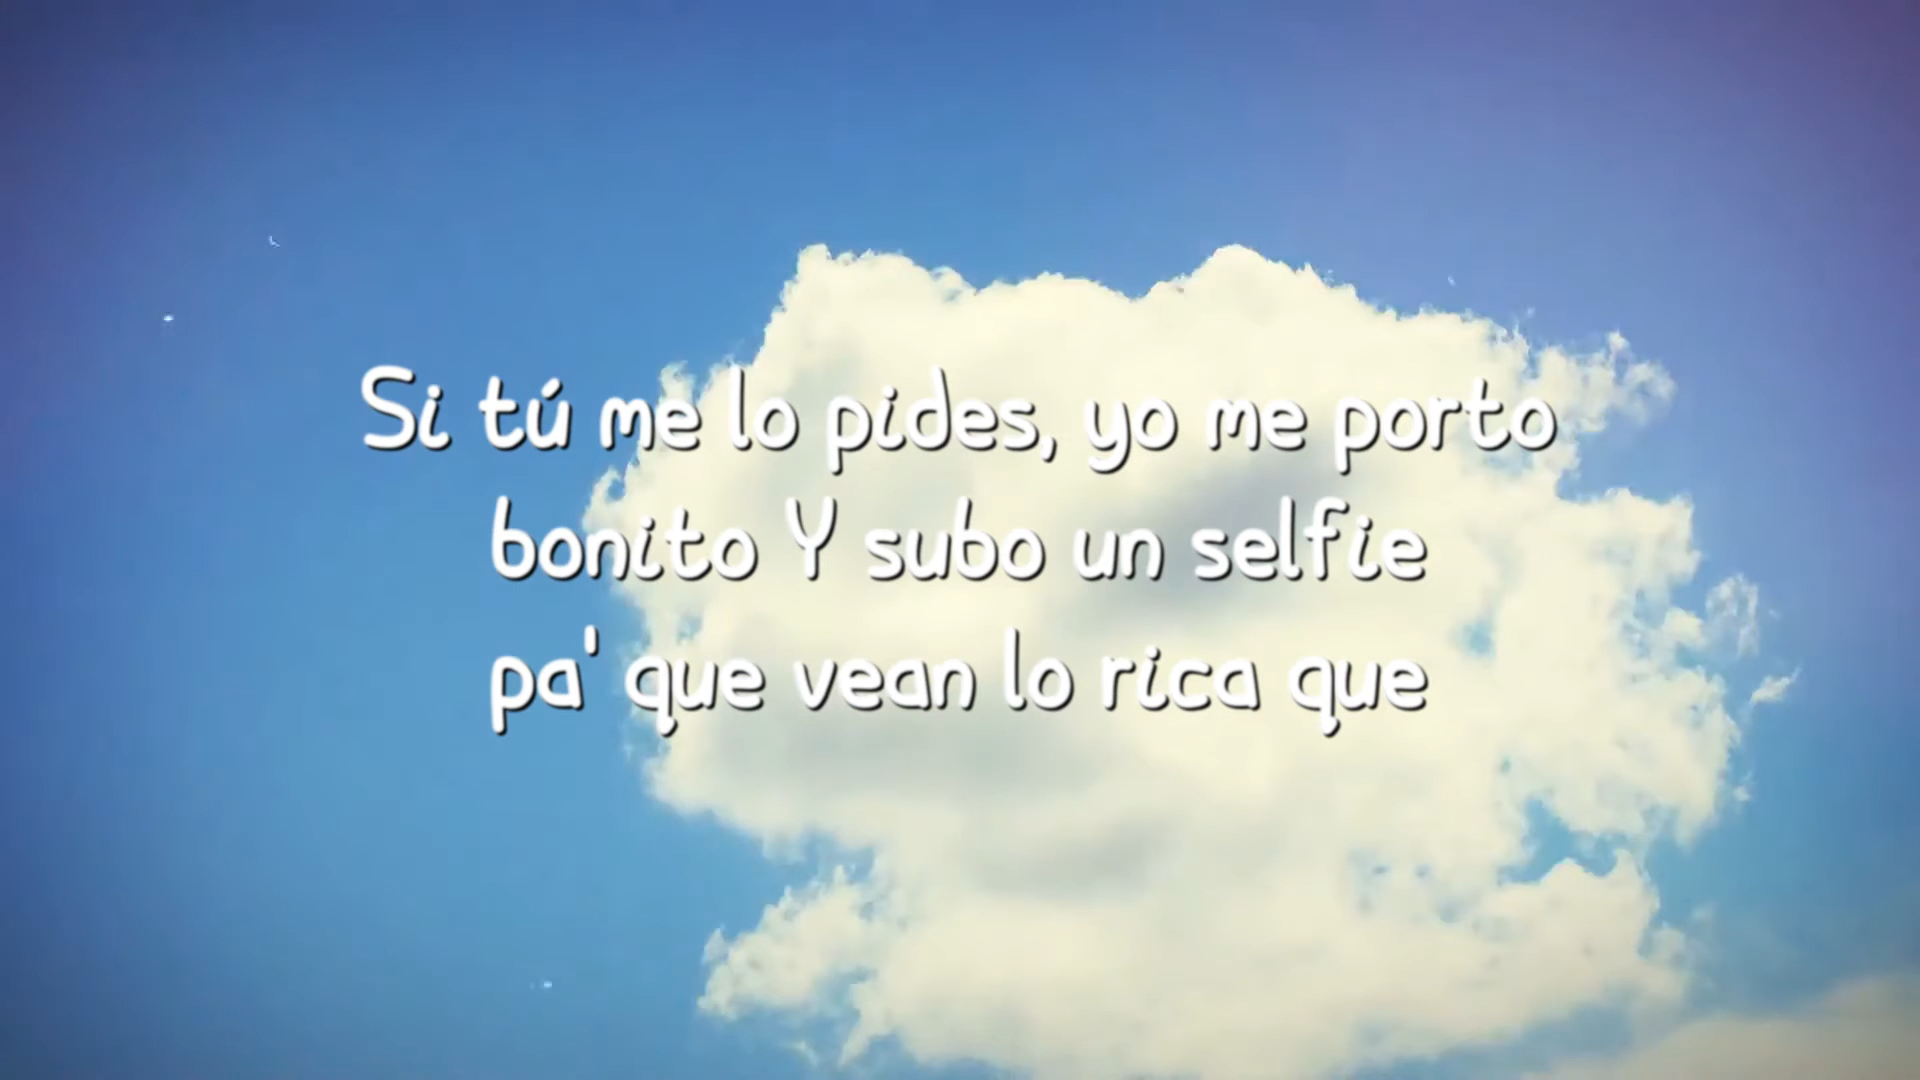 Si tú me lo pides, yo me porto
bonito Y subo un selfie
pa' que vean lo rica que